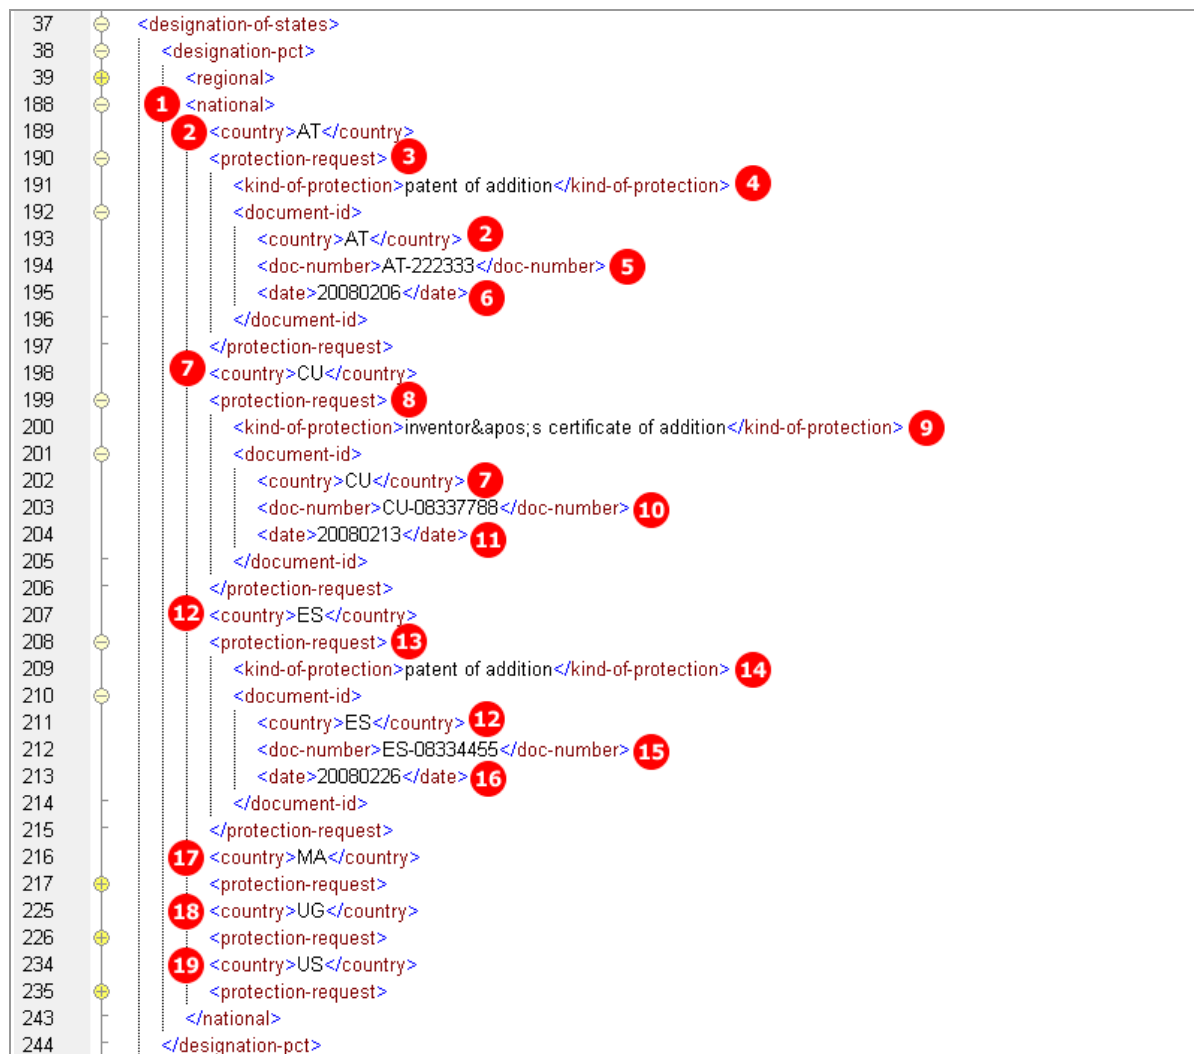 37 <designation-of-states>
38 <designation-pct>
39 <regional>
188 1 <national>
189 2 <country>AT</country>
190 <protection-request> 3
191 <kind-of-protection>patent of addition</kind-of-protection> 4
192 <document-id>
193 <country>AT</country> 2
194 <doc-number>AT-222333</doc-number> 5
195 <date>20080206</date> 6
196 </document-id>
197 </protection-request>
198 7 <country>CU</country>
199 <protection-request> 8
200 <kind-of-protection>inventor&apos;s certificate of addition</kind-of-protection> 9
201 <document-id>
202 <country>CU</country> 7
203 <doc-number>CU-08337788</doc-number> 10
204 <date>20080213</date> 11
205 </document-id>
206 </protection-request>
207 12 <country>ES</country>
208 <protection-request> 13
209 <kind-of-protection>patent of addition</kind-of-protection> 14
210 <document-id>
211 <country>ES</country> 12
212 <doc-number>ES-08334455</doc-number> 15
213 <date>20080226</date> 16
214 </document-id>
215 </protection-request>
216 17 <country>MA</country>
217 <protection-request>
225 18 <country>UG</country>
226 <protection-request>
234 19 <country>US</country>
235 <protection-request>
243 </national>
244 </designation-pct>